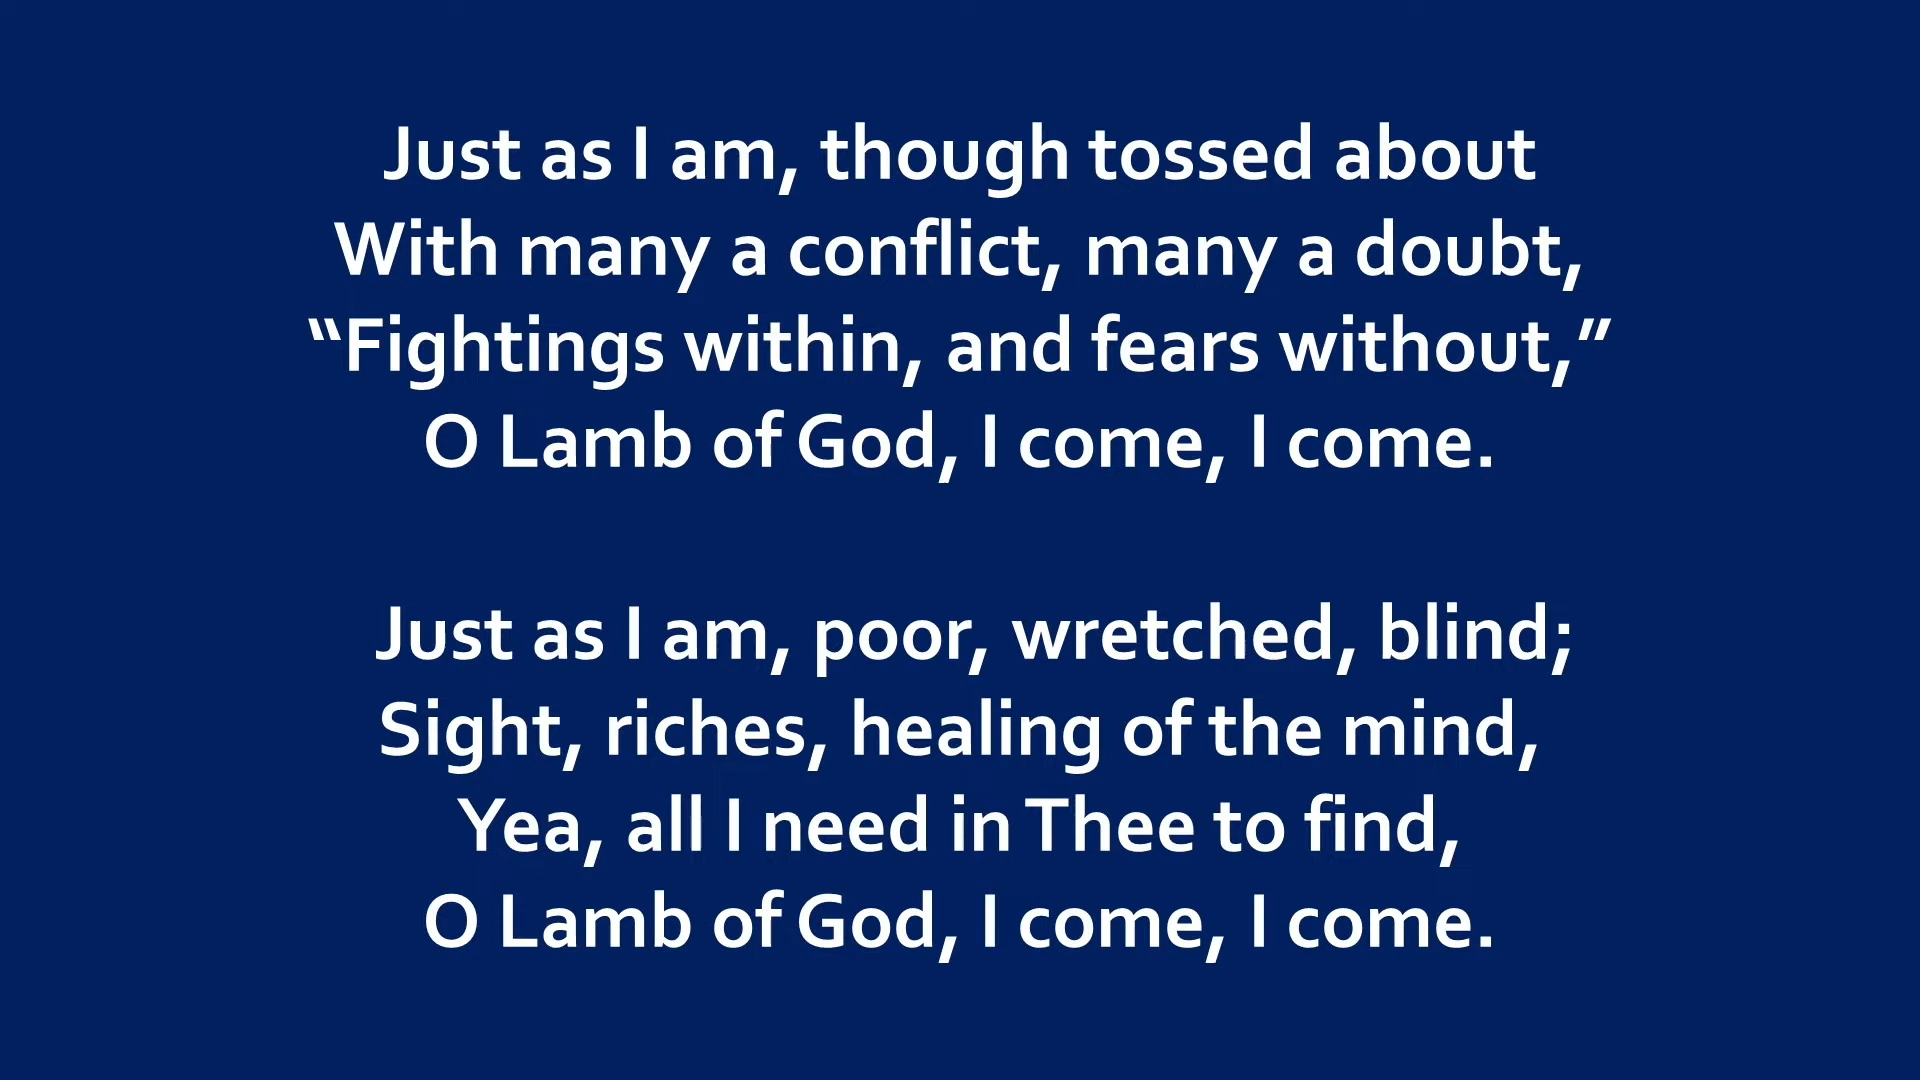 Just as I am, though tossed about
With many a conflict, many a doubt,
“Fightings within, and fears without,”
O Lamb of God, I come, I come.
Just as I am, poor, wretched, blind;
Sight, riches, healing of the mind,
Yea, all I need in Thee to find,
O Lamb of God, I come, I come.